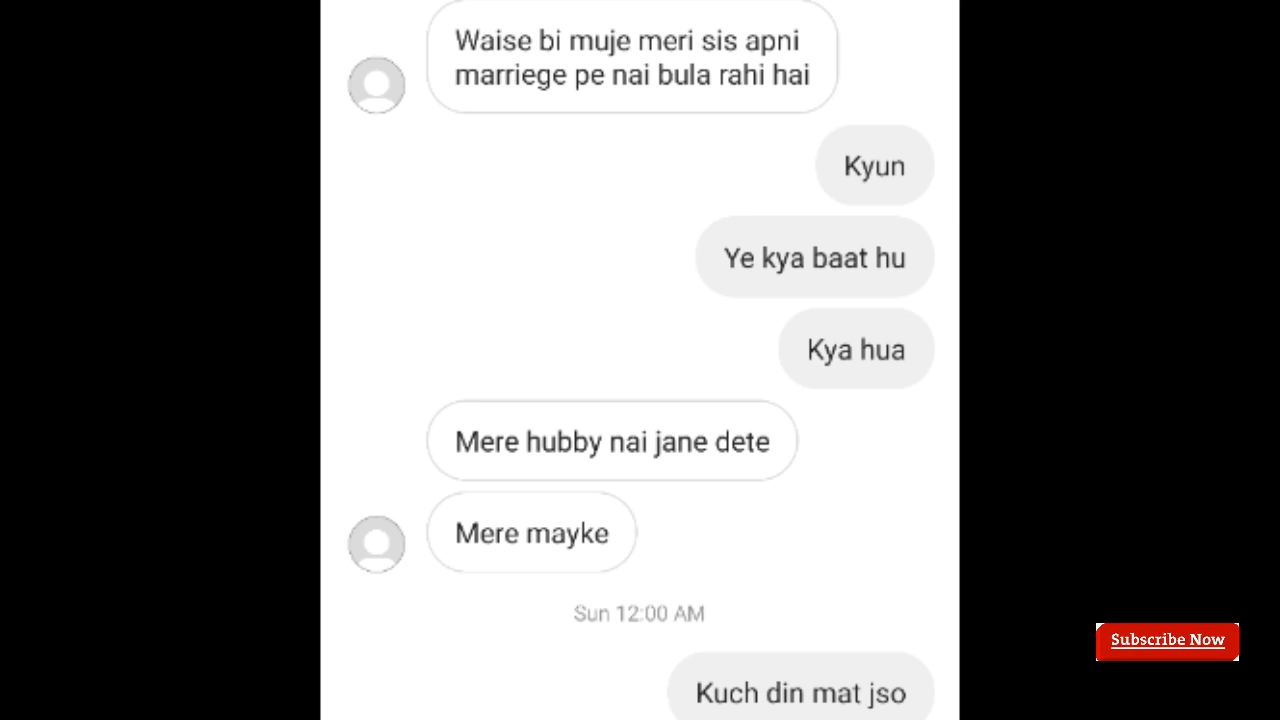 Waise bi muje meri sis apni
marriege pe nai bula rahi hai
Kyun
Ye kya baat hu
Kya hua
Mere hubby nai jane dete
Mere mayke
Sun 12:00 AM
Subscribe Now
Kuch din mat jso